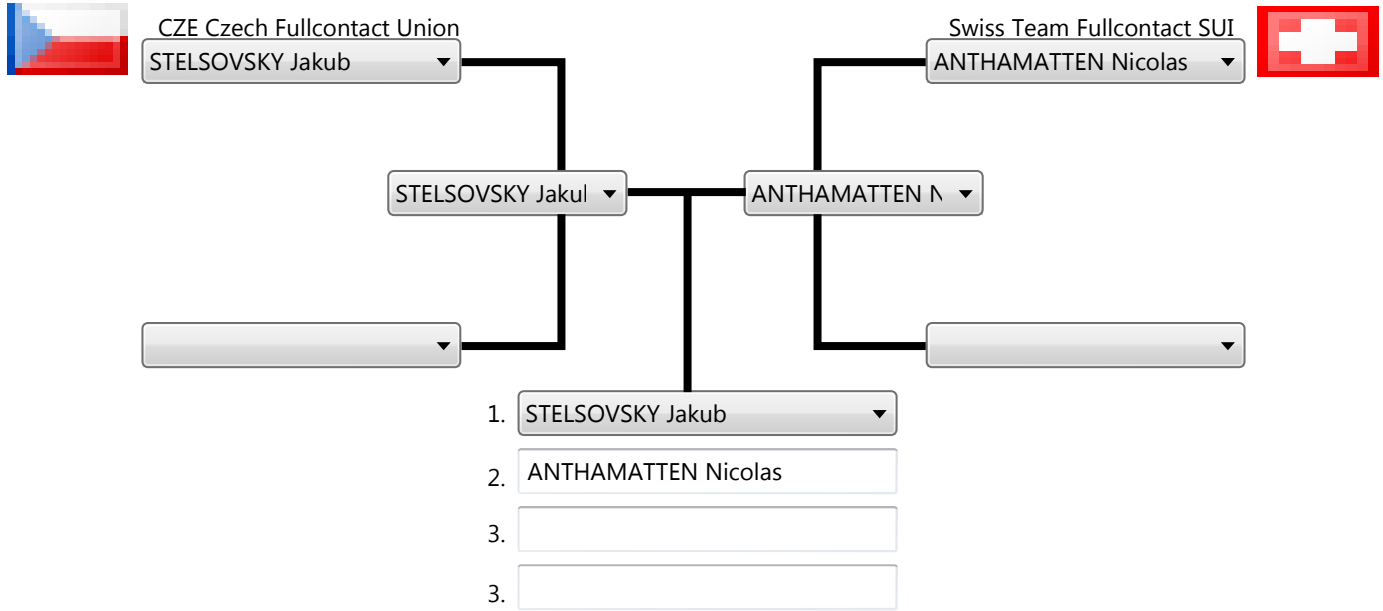 CZE Czech Fullcontact Union
Swiss Team Fullcontact SUI
STELSOVSKY Jakub
ANTHAMATTEN Nicolas
STELSOVSKY Jakul
ANTHAMATTEN N
1. STELSOVSKY Jakub
2. ANTHAMATTEN Nicolas
3.
3.